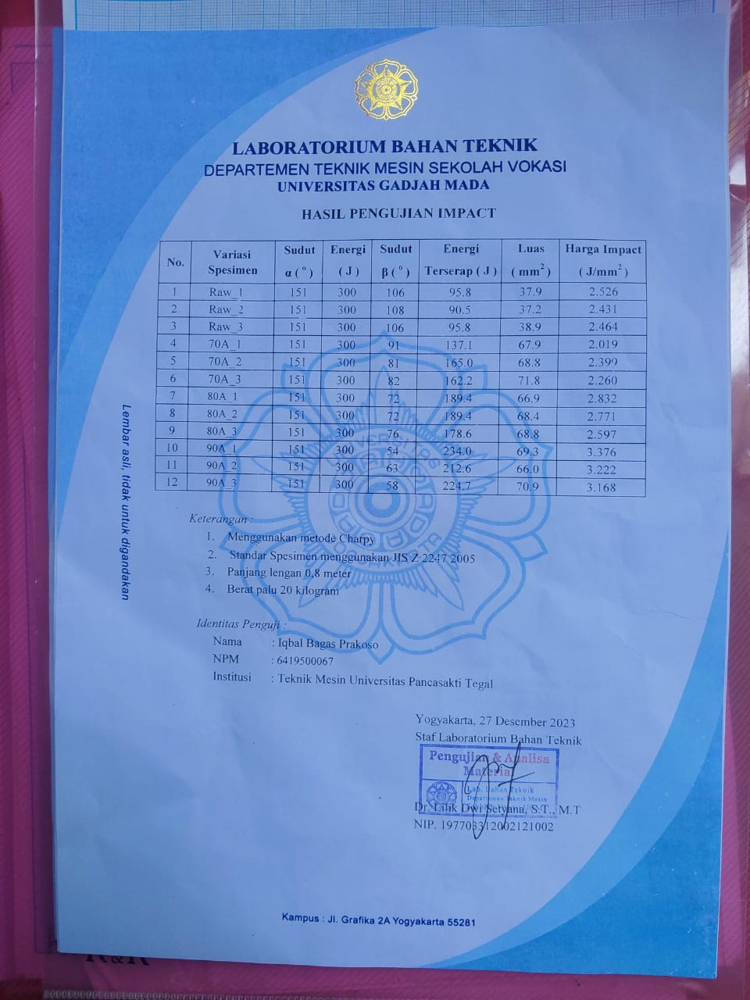 LABORATORIUM BAHAN TEKNIK
DEPARTEMEN TEKNIK MESIN SEKOLAH VOKASI
UNIVERSITAS GADJAH MADA
HASIL PENGUJIAN IMPACT
No. Variasi Spesimen Sudut α ( º ) Energi ( J ) Sudut β ( º ) Energi Terserap ( J ) Luas ( mm² ) Harga Impact ( J/mm² )
1 Raw_1 151 300 106 95.8 37.9 2.526
2 Raw_2 151 300 108 90.5 37.2 2.431
3 Raw_3 151 300 106 95.8 38.9 2.464
4 70A_1 151 300 91 137.1 67.9 2.019
5 70A_2 151 300 81 165.0 68.8 2.399
6 70A_3 151 300 82 162.2 71.8 2.260
7 80A_1 151 300 72 189.4 66.9 2.832
8 80A_2 151 300 72 189.4 68.4 2.771
9 80A_3 151 300 76 178.6 68.8 2.597
10 90A_1 151 300 54 234.0 69.3 3.376
11 90A_2 151 300 63 212.6 66.0 3.222
12 90A_3 151 300 58 224.7 70.9 3.168
Lembar asli, tidak untuk digandakan
Keterangan :
1. Menggunakan metode Charpy
2. Standar Spesimen menggunakan JIS Z 2247 2005
3. Panjang lengan 0,8 meter
4. Berat palu 20 kilogram
Identitas Penguji :
Nama : Iqbal Bagas Prakoso
NPM : 6419500067
Institusi : Teknik Mesin Universitas Pancasakti Tegal
Yogyakarta, 27 Desember 2023
Staf Laboratorium Bahan Teknik
Pengujian & Analisa
Material
Lab. Bahan Teknik
Departemen Teknik Mesin
Dr. Lilik Dwi Setyana, S.T., M.T
NIP. 197703312002121002
Kampus : Jl. Grafika 2A Yogyakarta 55281